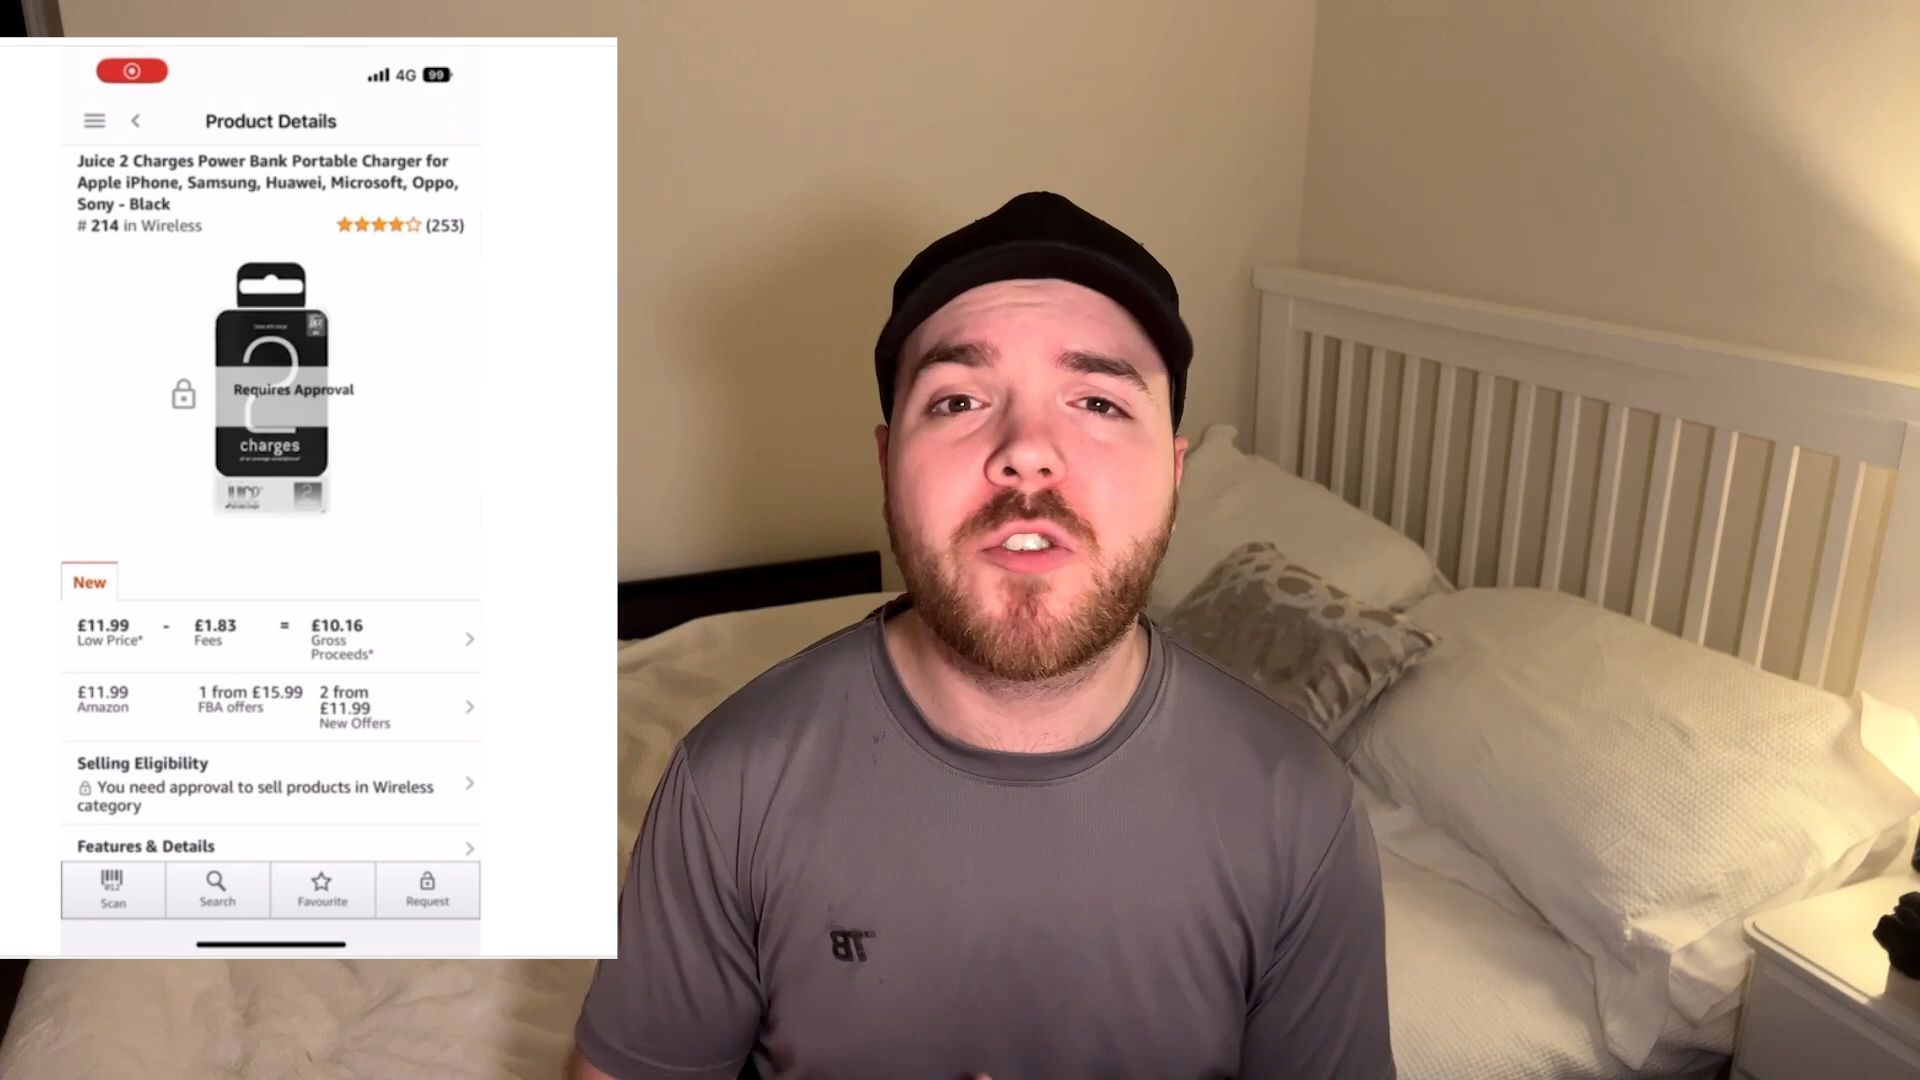 4G 99
Product Details
Juice 2 Charges Power Bank Portable Charger for
Apple iPhone, Samsung, Huawei, Microsoft, Oppo,
Sony - Black
# 214 in Wireless (253)
2
Requires Approval
charges
New
£11.99 - £1.83 = £10.16
Low Price* Fees Gross
Proceeds*
£11.99 1 from £15.99 2 from
Amazon FBA offers £11.99
New Offers
Selling Eligibility
You need approval to sell products in Wireless
category
Features & Details
Scan Search Favourite Request